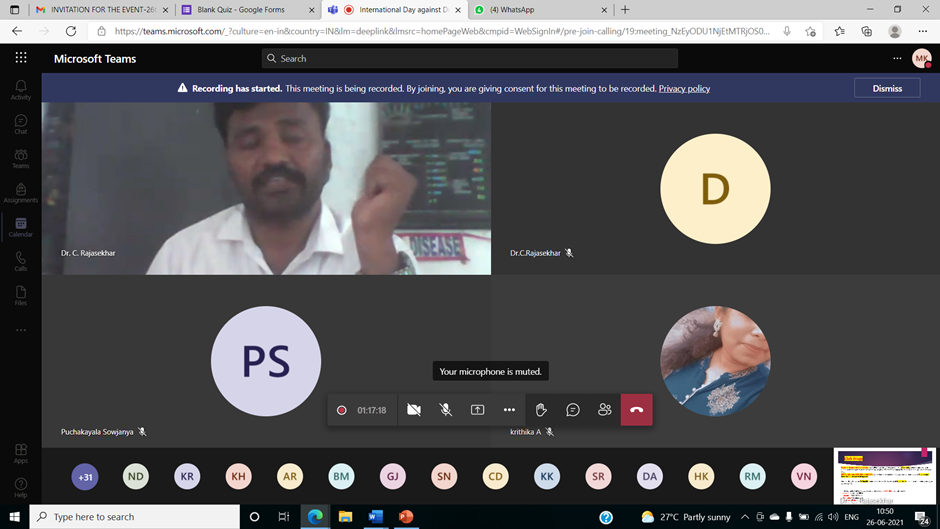 INVITATION FOR THE EVENT-26
Blank Quiz - Google Forms
International Day against D
(4) WhatsApp
https://teams.microsoft.com/_?culture=en-in&country=IN&lm=deeplink&lmsrc=homePageWeb&cmpid=WebSignIn#/pre-join-calling/19:meeting_NzEyODU1NjEtMTRjOS0...
Microsoft Teams
Search
MK
Recording has started. This meeting is being recorded. By joining, you are giving consent for this meeting to be recorded. Privacy policy
Dismiss
Activity
Chat
Teams
Assignments
Calendar
Calls
Files
Apps
Help
DISEASE
Dr. C. Rajasekhar
D
Dr.C.Rajasekhar
PS
Your microphone is muted.
01:17:18
Puchakayala Sowjanya
krithika A
+31
ND
KR
KH
AR
BM
GJ
SN
CD
KK
SR
DA
HK
RM
VN
Type here to search
27°C Partly sunny
ENG
10:50
26-06-2021
24